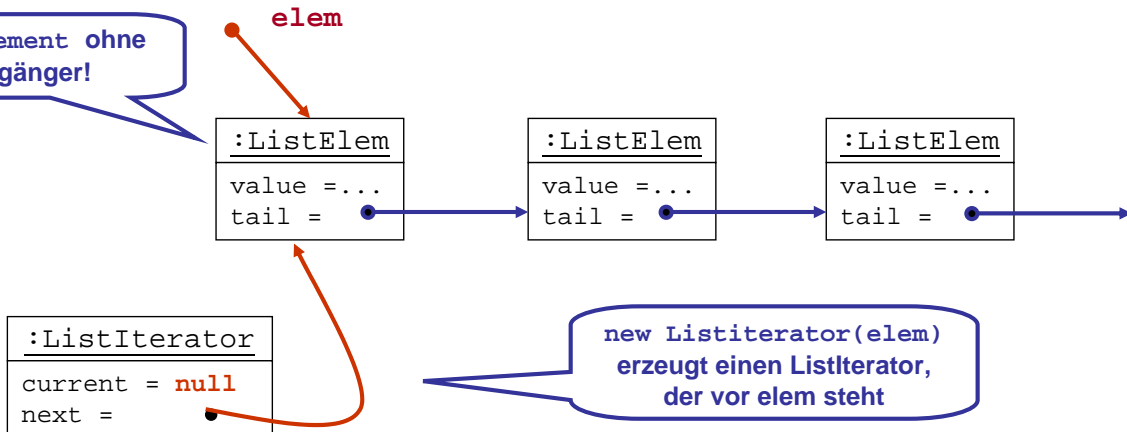 elem
ement ohne
gänger!
:ListElem
value =...
tail =
:ListElem
value =...
tail =
:ListElem
value =...
tail =
:ListIterator
current = null
next =
new Listiterator(elem)
erzeugt einen ListIterator,
der vor elem steht